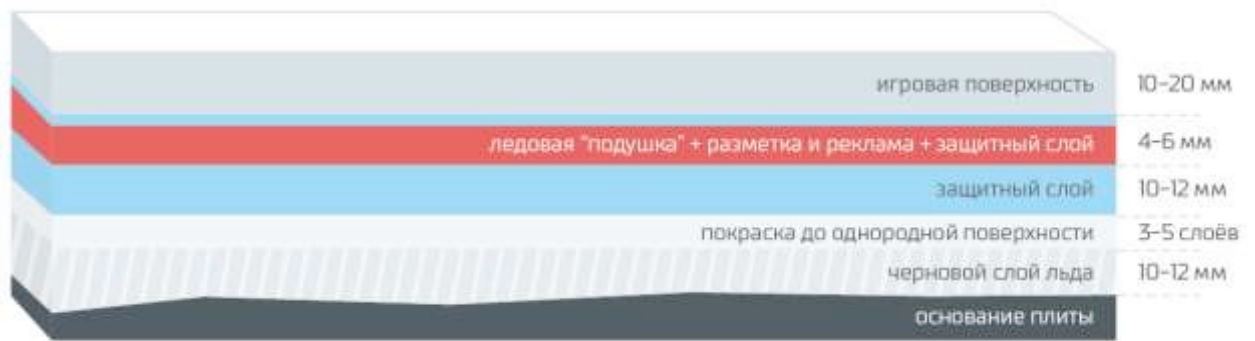 игровая поверхность 10-20 мм
ледовая "подушка" + разметка и реклама + защитный слой 4-6 мм
защитный слой 10-12 мм
покраска до однородной поверхности 3-5 слоёв
черновой слой льда 10-12 мм
основание плиты